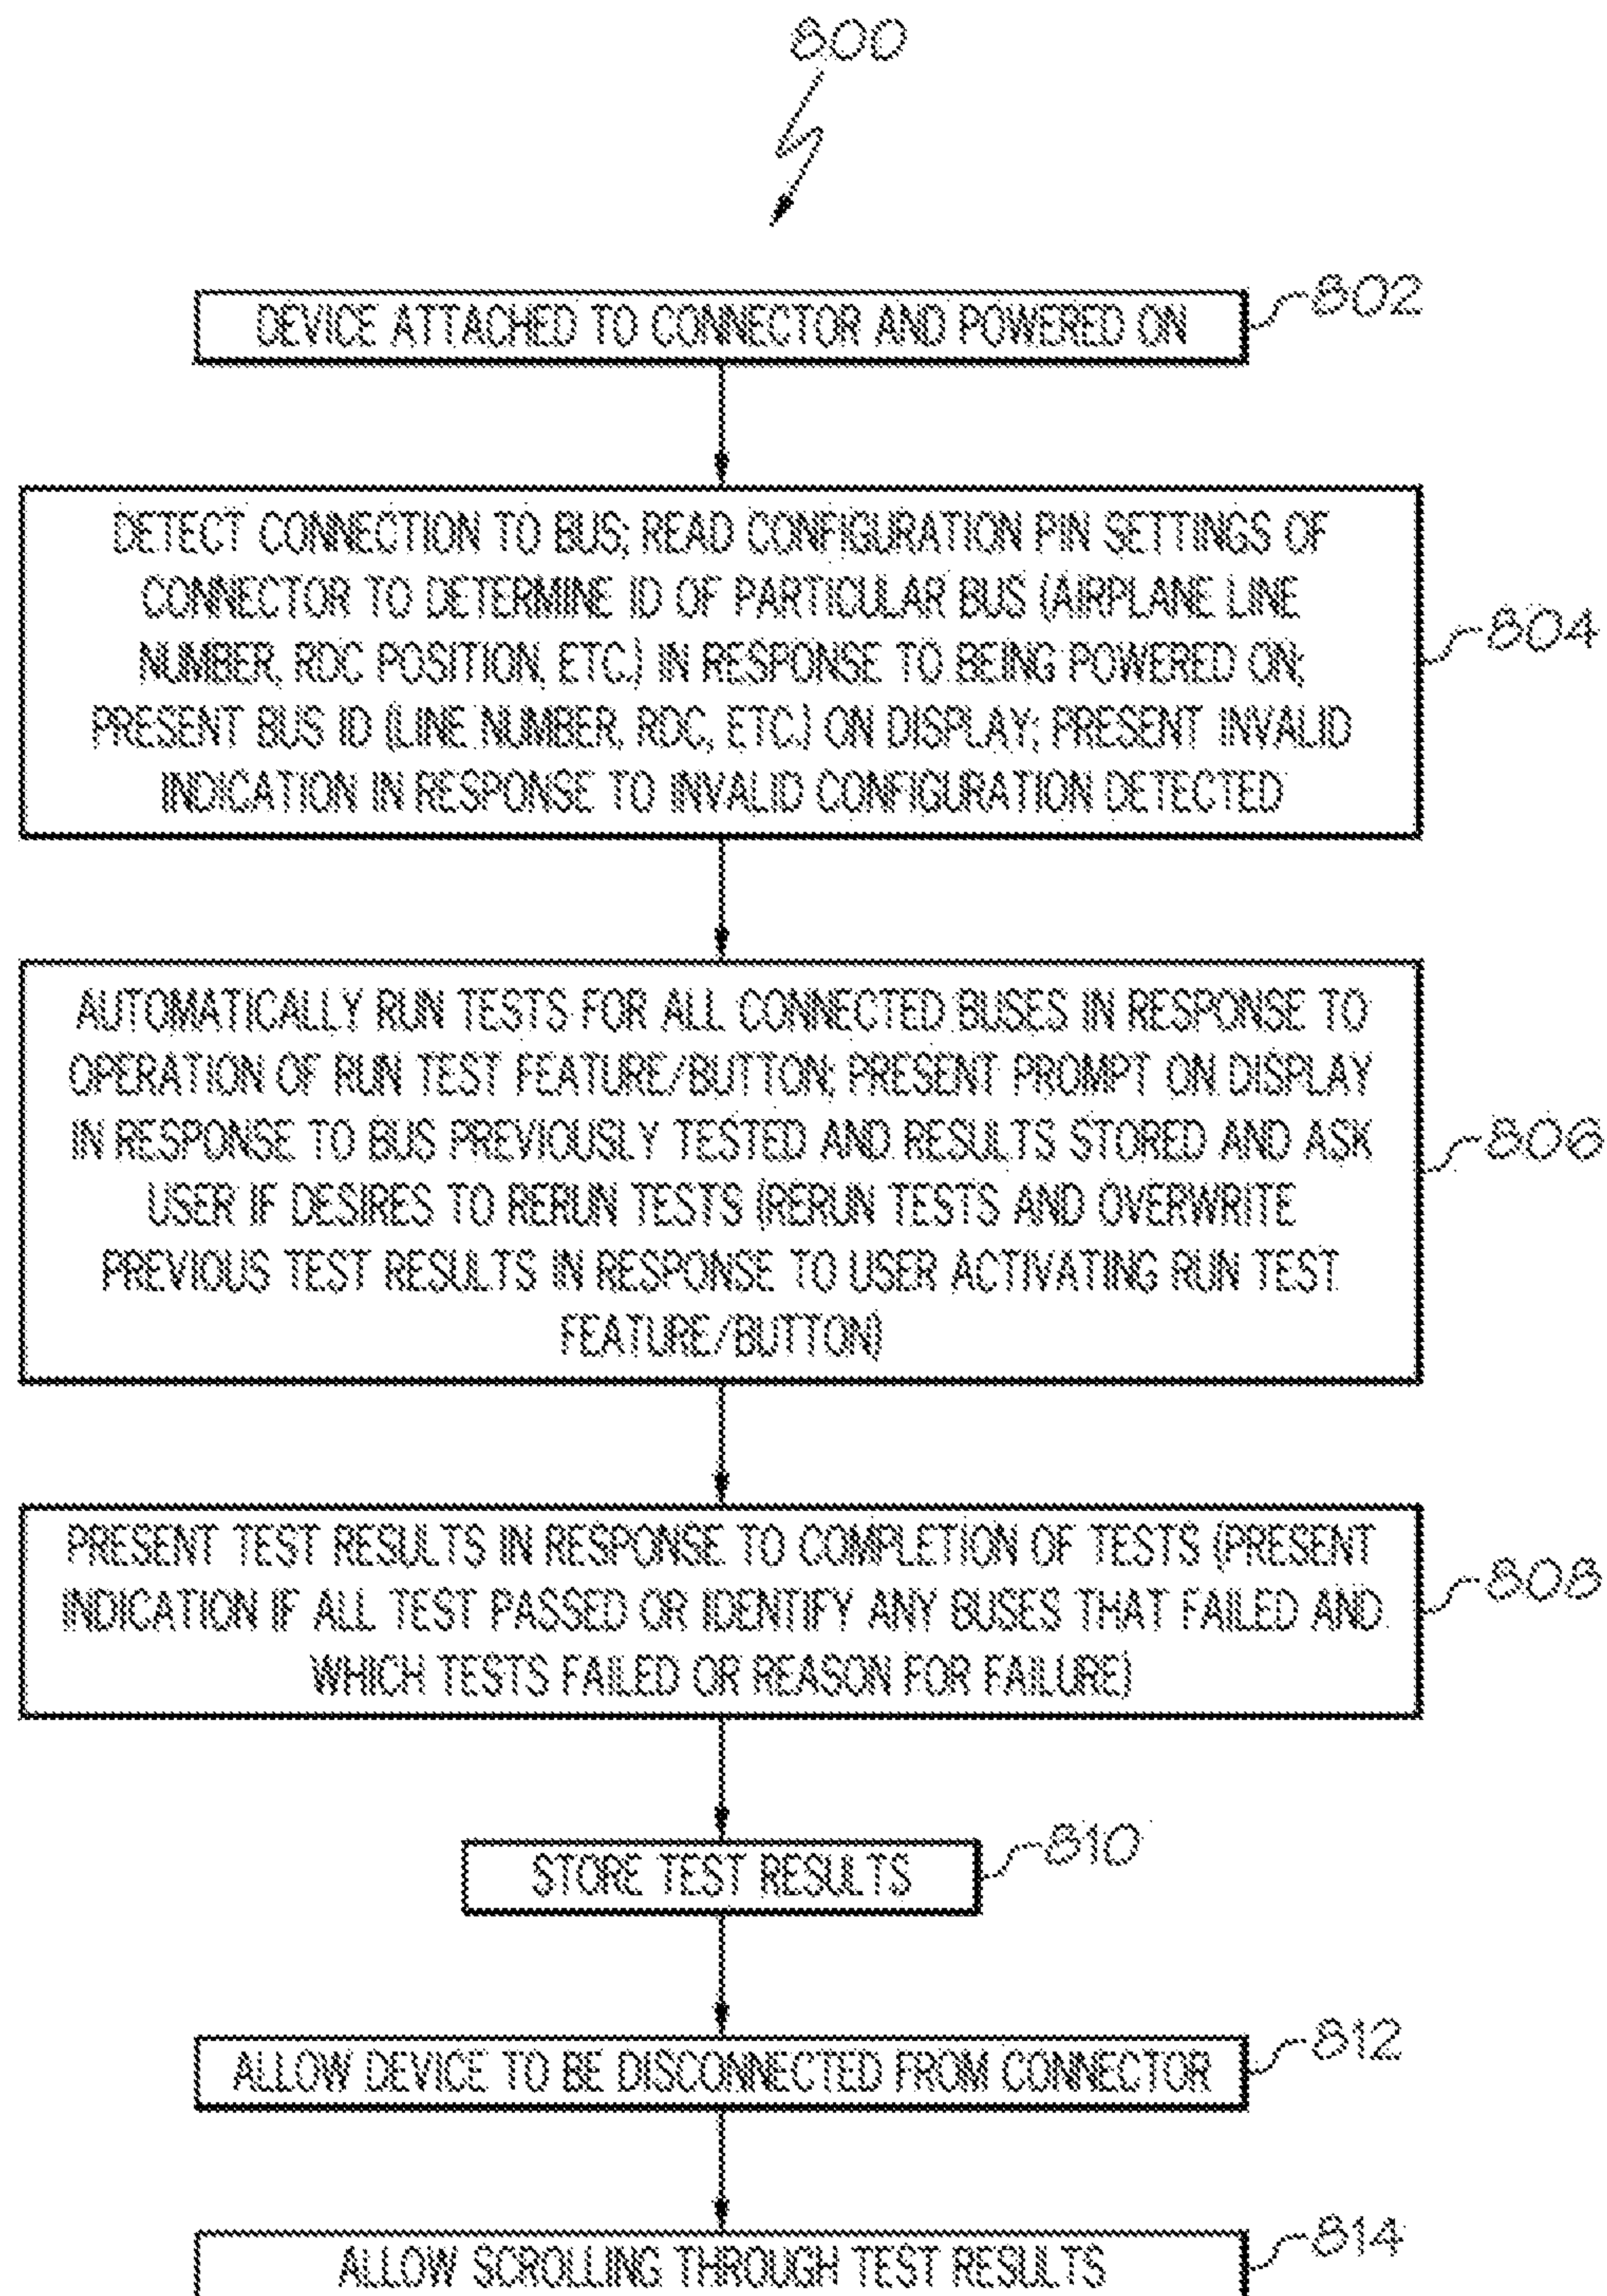 800
DEVICE ATTACHED TO CONNECTOR AND POWERED ON
802
DETECT CONNECTION TO BUS; READ CONFIGURATION PIN SETTINGS OF
CONNECTOR TO DETERMINE ID OF PARTICULAR BUS (AIRPLANE LINE
NUMBER, RDC POSITION, ETC.) IN RESPONSE TO BEING POWERED ON;
PRESENT BUS ID (LINE NUMBER, RDC, ETC.) ON DISPLAY; PRESENT INVALID
INDICATION IN RESPONSE TO INVALID CONFIGURATION DETECTED
804
AUTOMATICALLY RUN TESTS FOR ALL CONNECTED BUSES IN RESPONSE TO
OPERATION OF RUN TEST FEATURE/BUTTON; PRESENT PROMPT ON DISPLAY
IN RESPONSE TO BUS PREVIOUSLY TESTED AND RESULTS STORED AND ASK
USER IF DESIRES TO RERUN TESTS (RERUN TESTS AND OVERWRITE
PREVIOUS TEST RESULTS IN RESPONSE TO USER ACTIVATING RUN TEST
FEATURE/BUTTON)
806
PRESENT TEST RESULTS IN RESPONSE TO COMPLETION OF TESTS (PRESENT
INDICATION IF ALL TEST PASSED OR IDENTIFY ANY BUSES THAT FAILED AND
WHICH TESTS FAILED OR REASON FOR FAILURE)
808
STORE TEST RESULTS
810
ALLOW DEVICE TO BE DISCONNECTED FROM CONNECTOR
812
ALLOW SCROLLING THROUGH TEST RESULTS
814